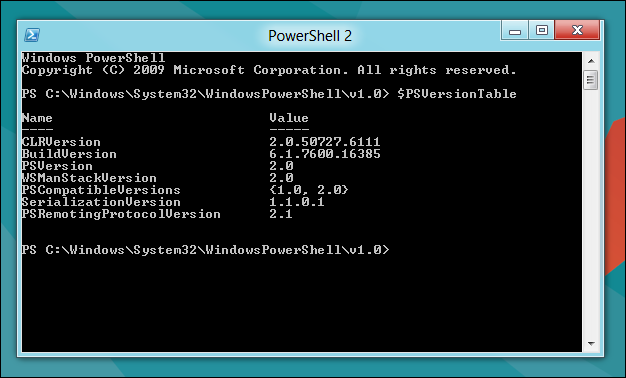 PowerShell 2
Windows PowerShell
Copyright (C) 2009 Microsoft Corporation. All rights reserved.
PS C:\Windows\System32\WindowsPowerShell\v1.0> $PSVersionTable
Name                           Value
----                           -----
CLRVersion                     2.0.50727.6111
BuildVersion                   6.1.7600.16385
PSVersion                      2.0
WSManStackVersion              2.0
PSCompatibleVersions           {1.0, 2.0}
SerializationVersion           1.1.0.1
PSRemotingProtocolVersion      2.1
PS C:\Windows\System32\WindowsPowerShell\v1.0>